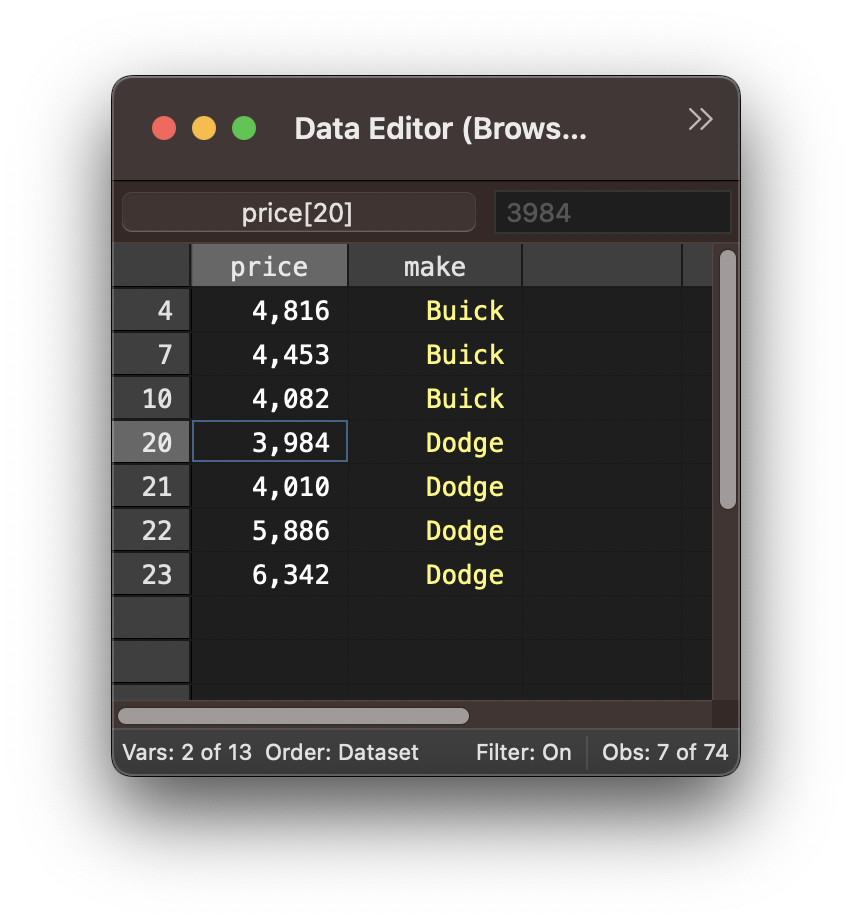 Data Editor (Brows...
price[20] 3984
price make
4 4,816 Buick
7 4,453 Buick
10 4,082 Buick
20 3,984 Dodge
21 4,010 Dodge
22 5,886 Dodge
23 6,342 Dodge
Vars: 2 of 13 Order: Dataset Filter: On Obs: 7 of 74